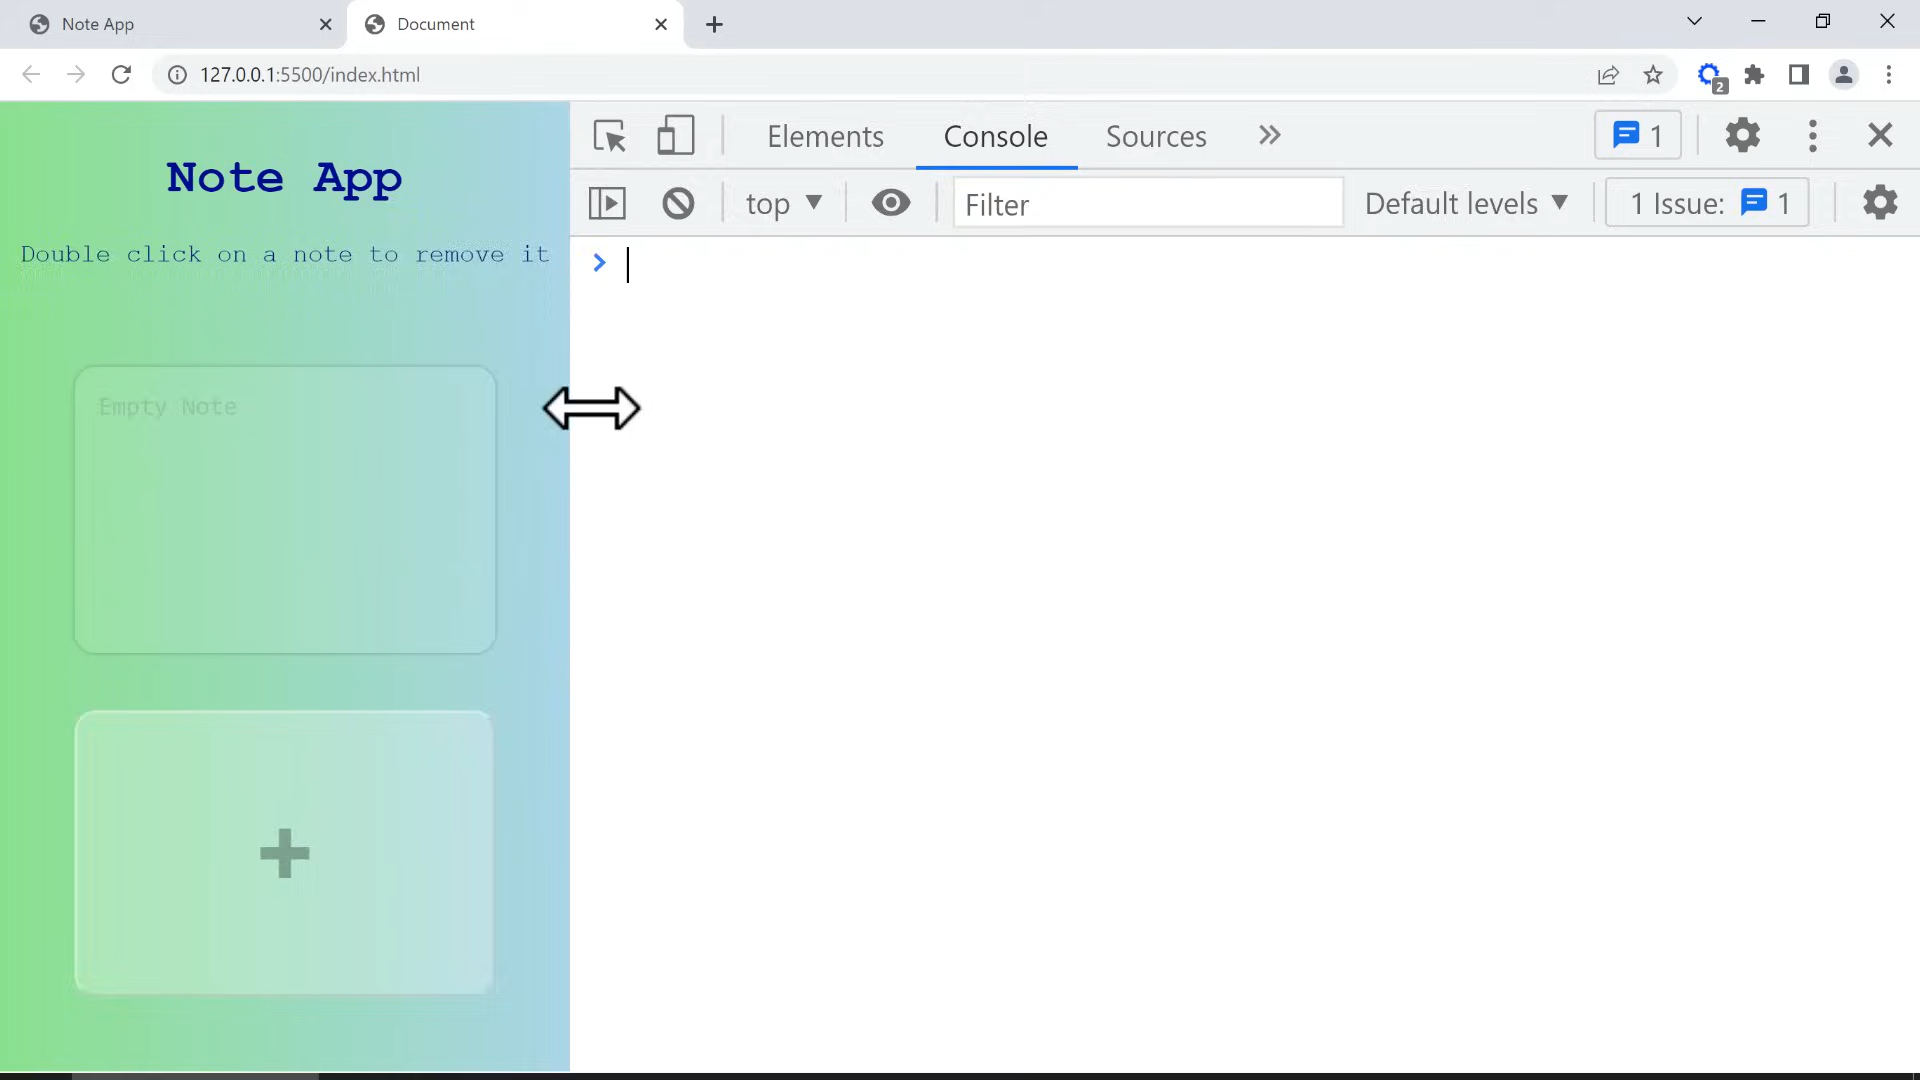 Note App
Document
127.0.0.1:5500/index.html
2
Note App
Double click on a note to remove it
Empty Note
Elements
Console
Sources
1
top
Filter
Default levels
1 Issue:
1